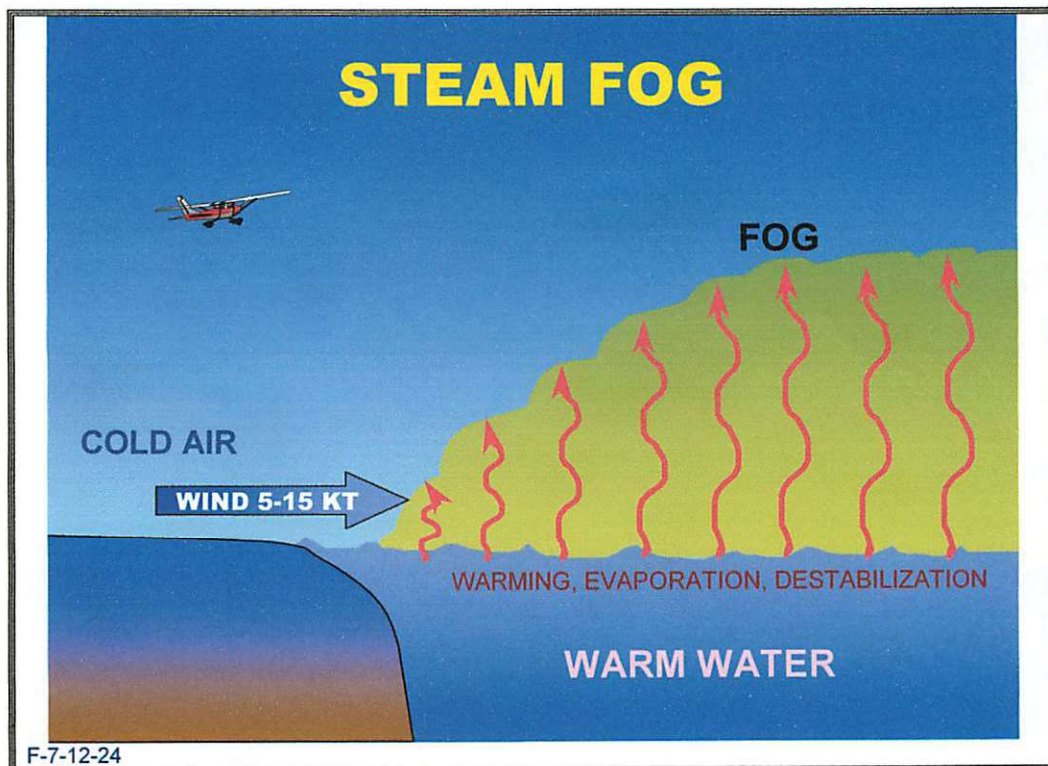 STEAM FOG
FOG
COLD AIR
WIND 5-15 KT
WARMING, EVAPORATION, DESTABILIZATION
WARM WATER
F-7-12-24